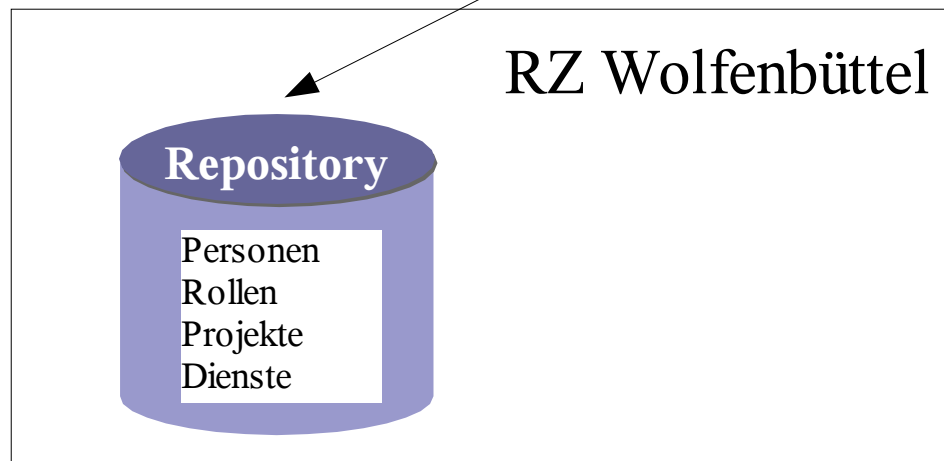 RZ Wolfenbüttel
Repository
Personen
Rollen
Projekte
Dienste